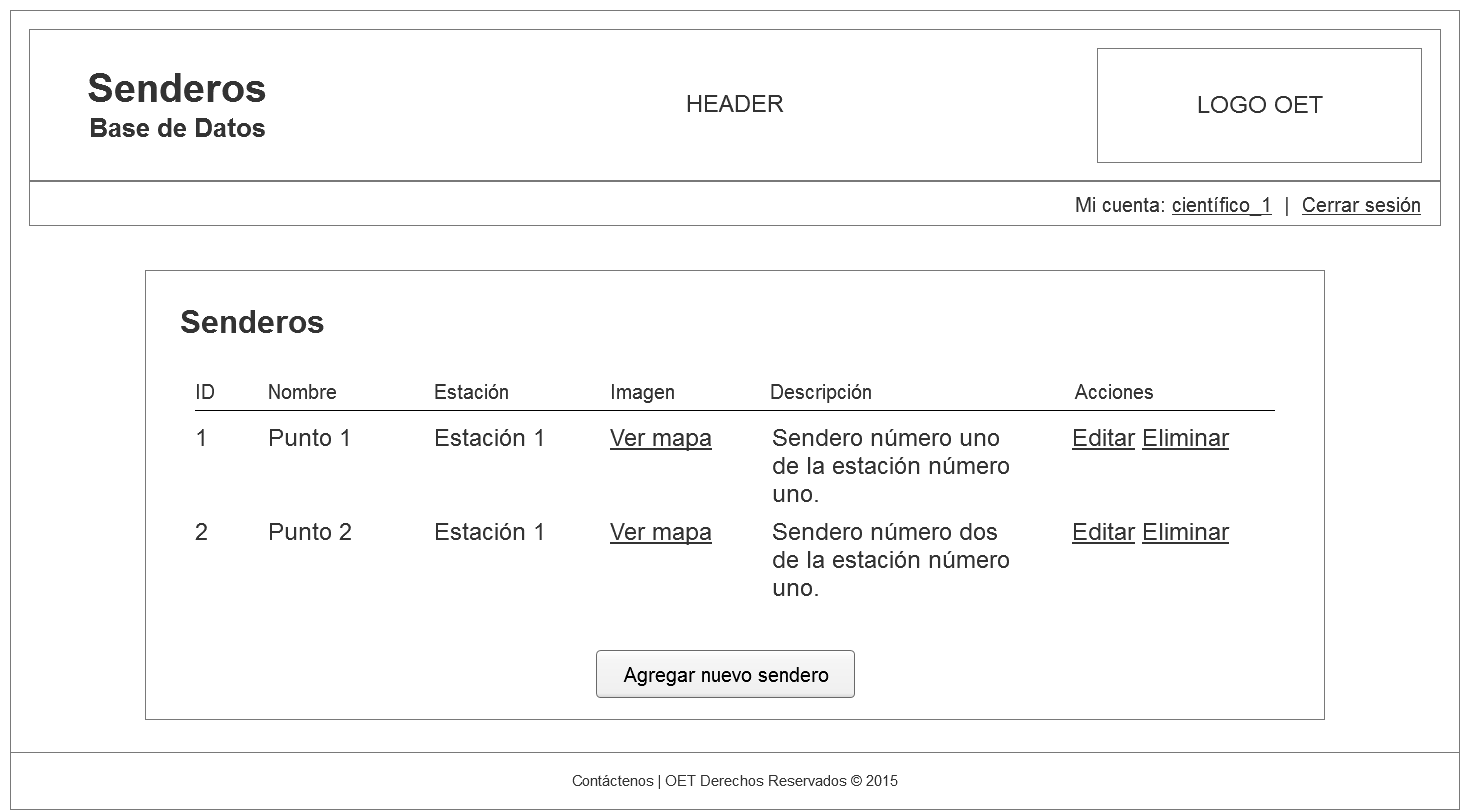 Senderos
Base de Datos
HEADER
LOGO OET
Mi cuenta: científico_1 | Cerrar sesión
Senderos
ID Nombre Estación Imagen Descripción Acciones
1 Punto 1 Estación 1 Ver mapa Sendero número uno Editar Eliminar
de la estación número
uno.
2 Punto 2 Estación 1 Ver mapa Sendero número dos Editar Eliminar
de la estación número
uno.
Agregar nuevo sendero
Contáctenos | OET Derechos Reservados © 2015